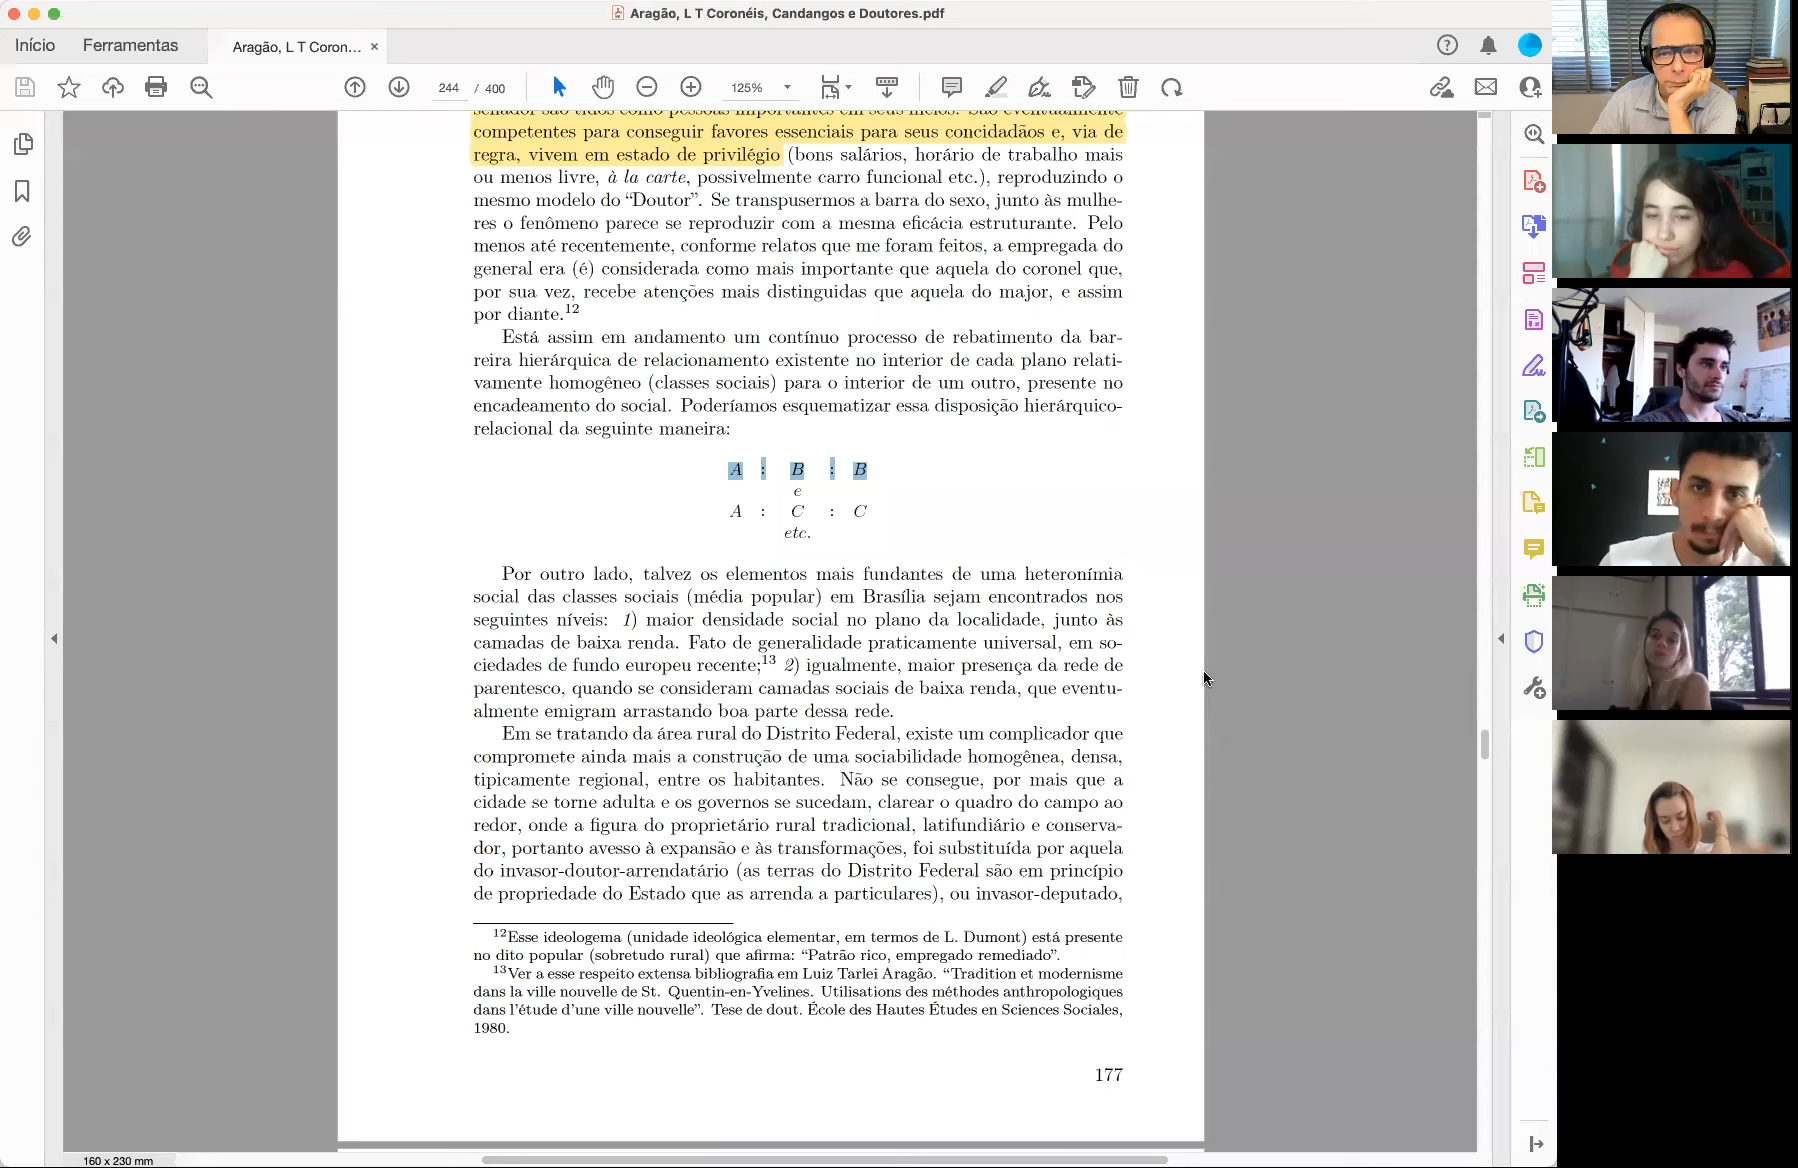 Aragão, L T Coronéis, Candangos e Doutores.pdf
Início Ferramentas Aragão, L T Coron... ×
244 / 400 125%
senador são tidos como pessoas importantes em seus meios. São eventualmente
competentes para conseguir favores essenciais para seus concidadãos e, via de
regra, vivem em estado de privilégio (bons salários, horário de trabalho mais
ou menos livre, à la carte, possivelmente carro funcional etc.), reproduzindo o
mesmo modelo do “Doutor”. Se transpusermos a barra do sexo, junto às mulhe-
res o fenômeno parece se reproduzir com a mesma eficácia estruturante. Pelo
menos até recentemente, conforme relatos que me foram feitos, a empregada do
general era (é) considerada como mais importante que aquela do coronel que,
por sua vez, recebe atenções mais distinguidas que aquela do major, e assim
por diante.12
Está assim em andamento um contínuo processo de rebatimento da bar-
reira hierárquica de relacionamento existente no interior de cada plano relati-
vamente homogêneo (classes sociais) para o interior de um outro, presente no
encadeamento do social. Poderíamos esquematizar essa disposição hierárquico-
relacional da seguinte maneira:
A : B : B
e
A : C : C
etc.
Por outro lado, talvez os elementos mais fundantes de uma heteronímia
social das classes sociais (média popular) em Brasília sejam encontrados nos
seguintes níveis: 1) maior densidade social no plano da localidade, junto às
camadas de baixa renda. Fato de generalidade praticamente universal, em so-
ciedades de fundo europeu recente;13 2) igualmente, maior presença da rede de
parentesco, quando se consideram camadas sociais de baixa renda, que eventu-
almente emigram arrastando boa parte dessa rede.
Em se tratando da área rural do Distrito Federal, existe um complicador que
compromete ainda mais a construção de uma sociabilidade homogênea, densa,
tipicamente regional, entre os habitantes. Não se consegue, por mais que a
cidade se torne adulta e os governos se sucedam, clarear o quadro do campo ao
redor, onde a figura do proprietário rural tradicional, latifundiário e conserva-
dor, portanto avesso à expansão e às transformações, foi substituída por aquela
do invasor-doutor-arrendatário (as terras do Distrito Federal são em princípio
de propriedade do Estado que as arrenda a particulares), ou invasor-deputado,
12Esse ideologema (unidade ideológica elementar, em termos de L. Dumont) está presente
no dito popular (sobretudo rural) que afirma: “Patrão rico, empregado remediado”.
13Ver a esse respeito extensa bibliografia em Luiz Tarlei Aragão. “Tradition et modernisme
dans la ville nouvelle de St. Quentin-en-Yvelines. Utilisations des méthodes anthropologiques
dans l’étude d’une ville nouvelle”. Tese de dout. École des Hautes Études en Sciences Sociales,
1980.
177
160 x 230 mm